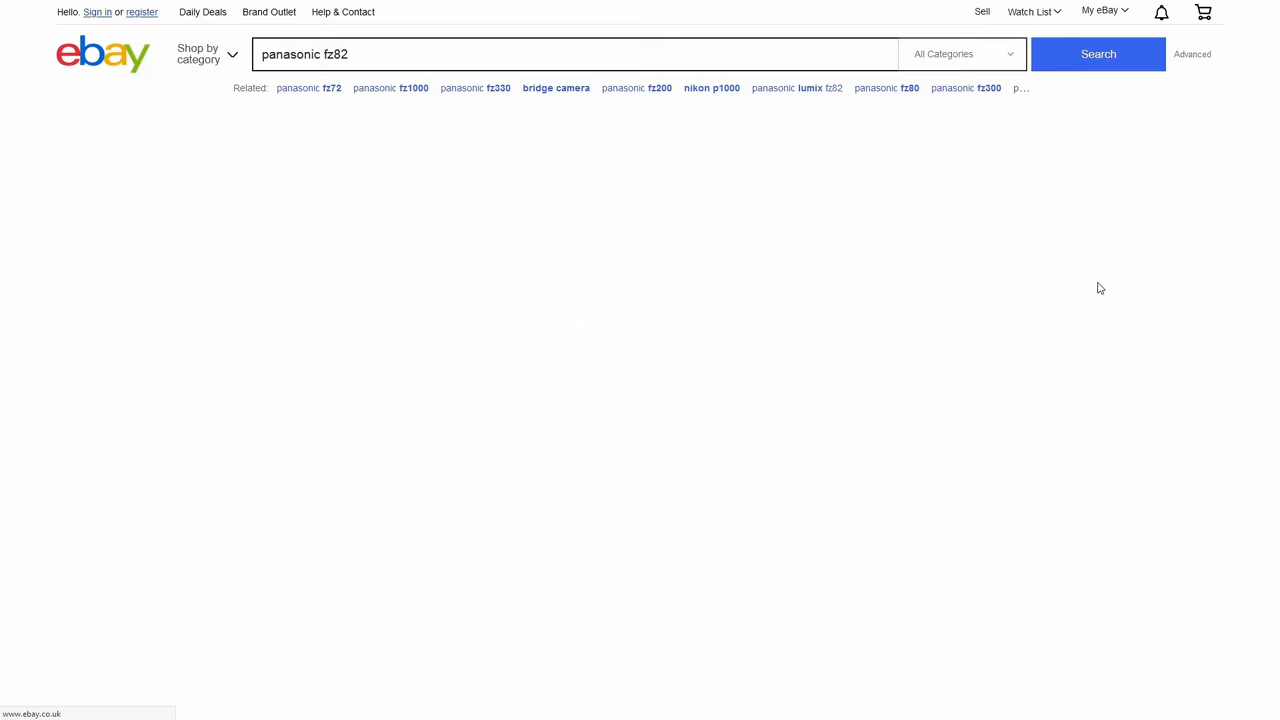 Hello. Sign in or register Daily Deals Brand Outlet Help & Contact Sell Watch List My eBay
ebay Shop by category panasonic fz82 All Categories Search Advanced
Related: panasonic fz72 panasonic fz1000 panasonic fz330 bridge camera panasonic fz200 nikon p1000 panasonic lumix fz82 panasonic fz80 panasonic fz300 p...
www.ebay.co.uk